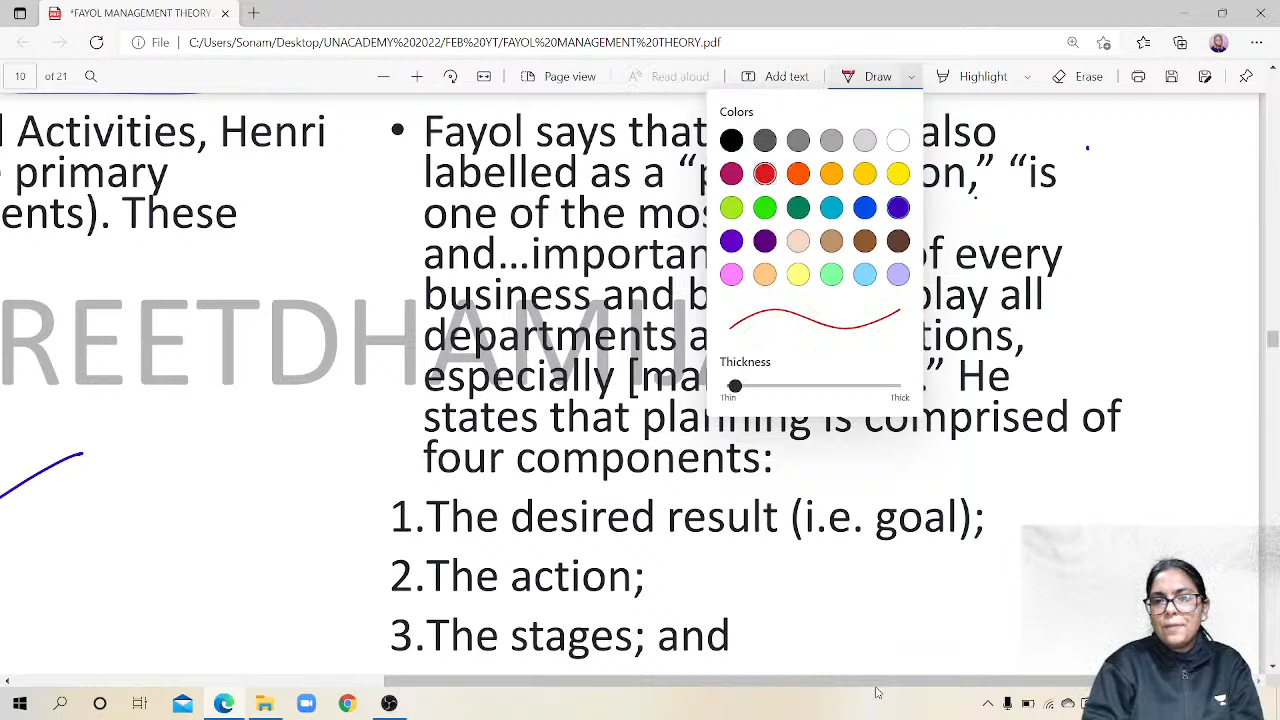 *FAYOL MANAGEMENT THEORY
File C:/Users/Sonam/Desktop/UNACADEMY%202022/FEB%20YT/FAYOL%20MANAGEMENT%20THEORY.pdf
10 of 21 Page view Read aloud Add text Draw Highlight Erase
Colors
Thickness
Thin Thick
l Activities, Henri
e primary
ents). These
• Fayol says that also
labelled as a “p on,” “is
one of the mos
and…importan of every
business and b play all
departments a tions,
especially [ma .” He
states that planning is comprised of
four components:
1.The desired result (i.e. goal);
2.The action;
3.The stages; and
REETDHAMIJA